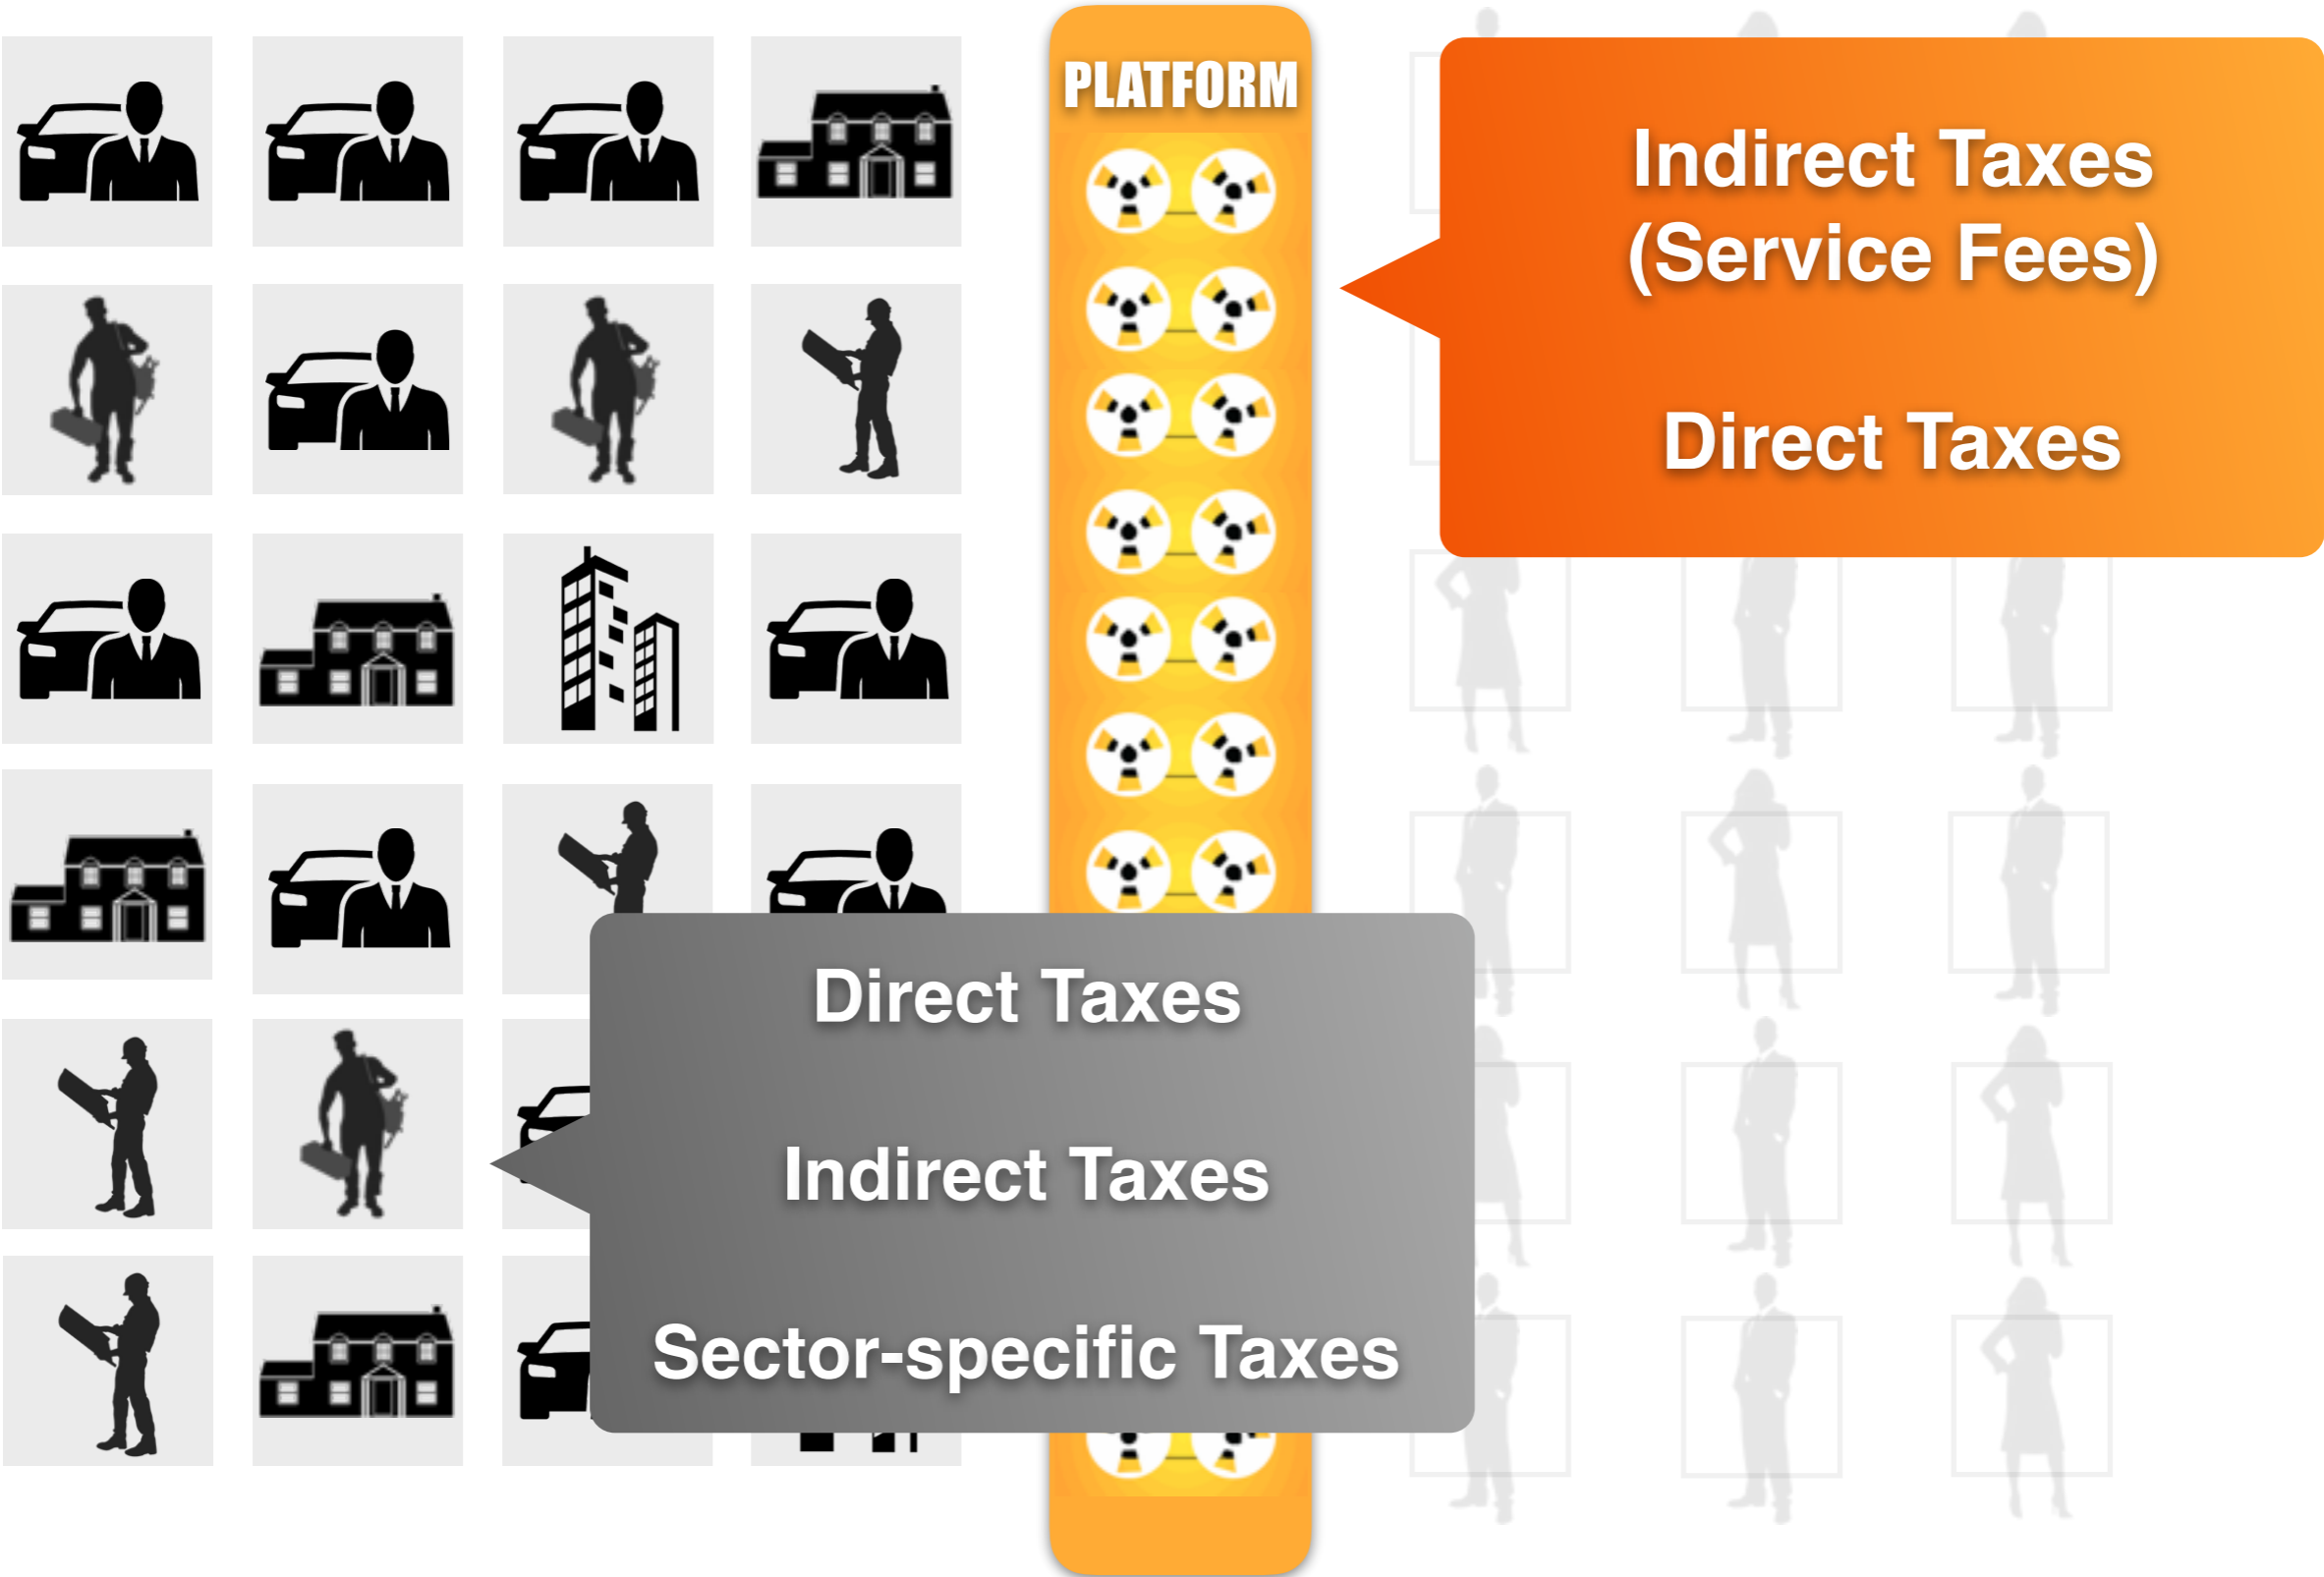 PLATFORM
Indirect Taxes
(Service Fees)
Direct Taxes
Direct Taxes
Indirect Taxes
Sector-specific Taxes